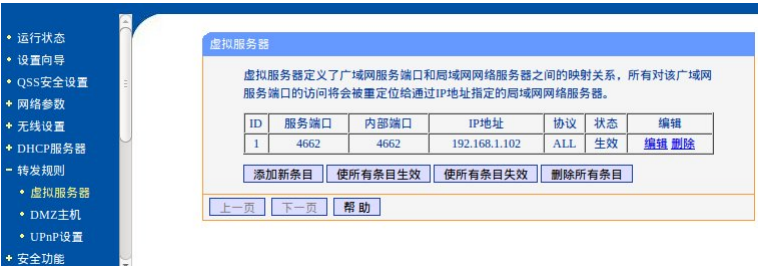 运行状态
设置向导
QSS安全设置
网络参数
无线设置
DHCP服务器
转发规则
虚拟服务器
DMZ主机
UPnP设置
安全功能
虚拟服务器
虚拟服务器定义了广域网服务端口和局域网网络服务器之间的映射关系，所有对该广域网
服务端口的访问将会被重定位给通过IP地址指定的局域网网络服务器。
ID 服务端口 内部端口 IP地址 协议 状态 编辑
1 4662 4662 192.168.1.102 ALL 生效 编辑 删除
添加新条目 使所有条目生效 使所有条目失效 删除所有条目
上一页 下一页 帮助